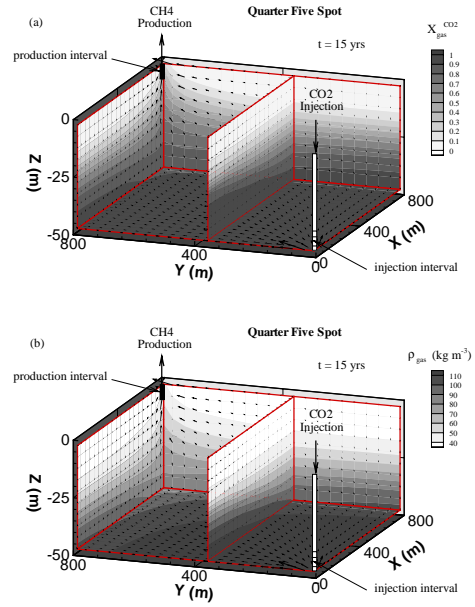 CH4
Production
Quarter Five Spot
(a)
t = 15 yrs
X gas CO2
production interval
1
0.9
0.8
0.7
0.6
0.5
0.4
0.3
0.2
0.1
0
CO2
Injection
0
-25
-50
Z (m)
800
400
0
Y (m)
0
400
800
X (m)
injection interval
CH4
Production
Quarter Five Spot
(b)
t = 15 yrs
ρ gas (kg m-3)
production interval
110
100
90
80
70
60
50
40
CO2
Injection
0
-25
-50
Z (m)
800
400
0
Y (m)
0
400
800
X (m)
injection interval